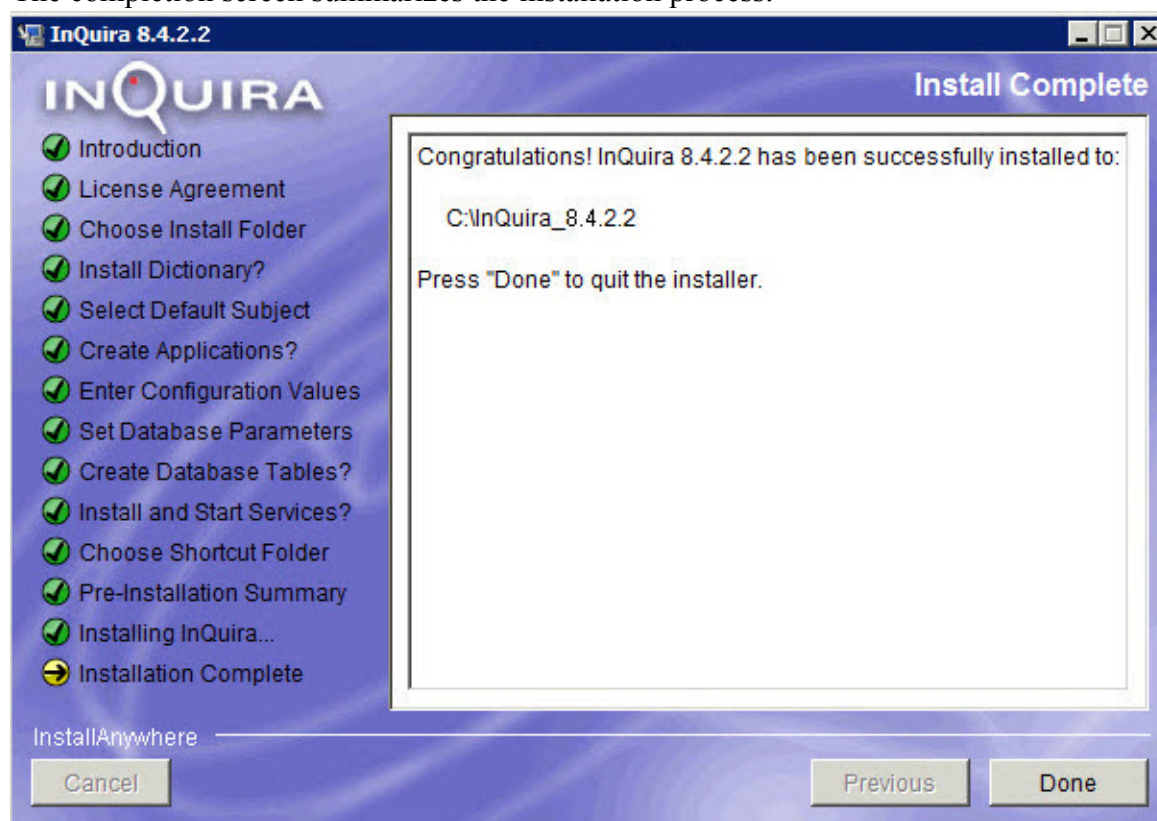 The completion screen summarizes the installation process.
InQuira 8.4.2.2
INQUIRA
Install Complete
Introduction
License Agreement
Choose Install Folder
Install Dictionary?
Select Default Subject
Create Applications?
Enter Configuration Values
Set Database Parameters
Create Database Tables?
Install and Start Services?
Choose Shortcut Folder
Pre-Installation Summary
Installing InQuira...
Installation Complete
Congratulations! InQuira 8.4.2.2 has been successfully installed to:
C:\InQuira_8.4.2.2
Press "Done" to quit the installer.
InstallAnywhere
Cancel
Previous
Done